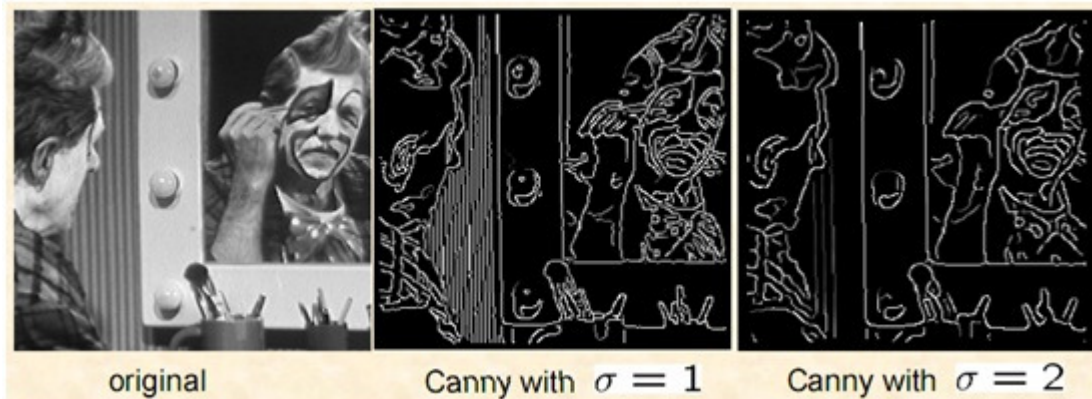 original
Canny with σ = 1
Canny with σ = 2